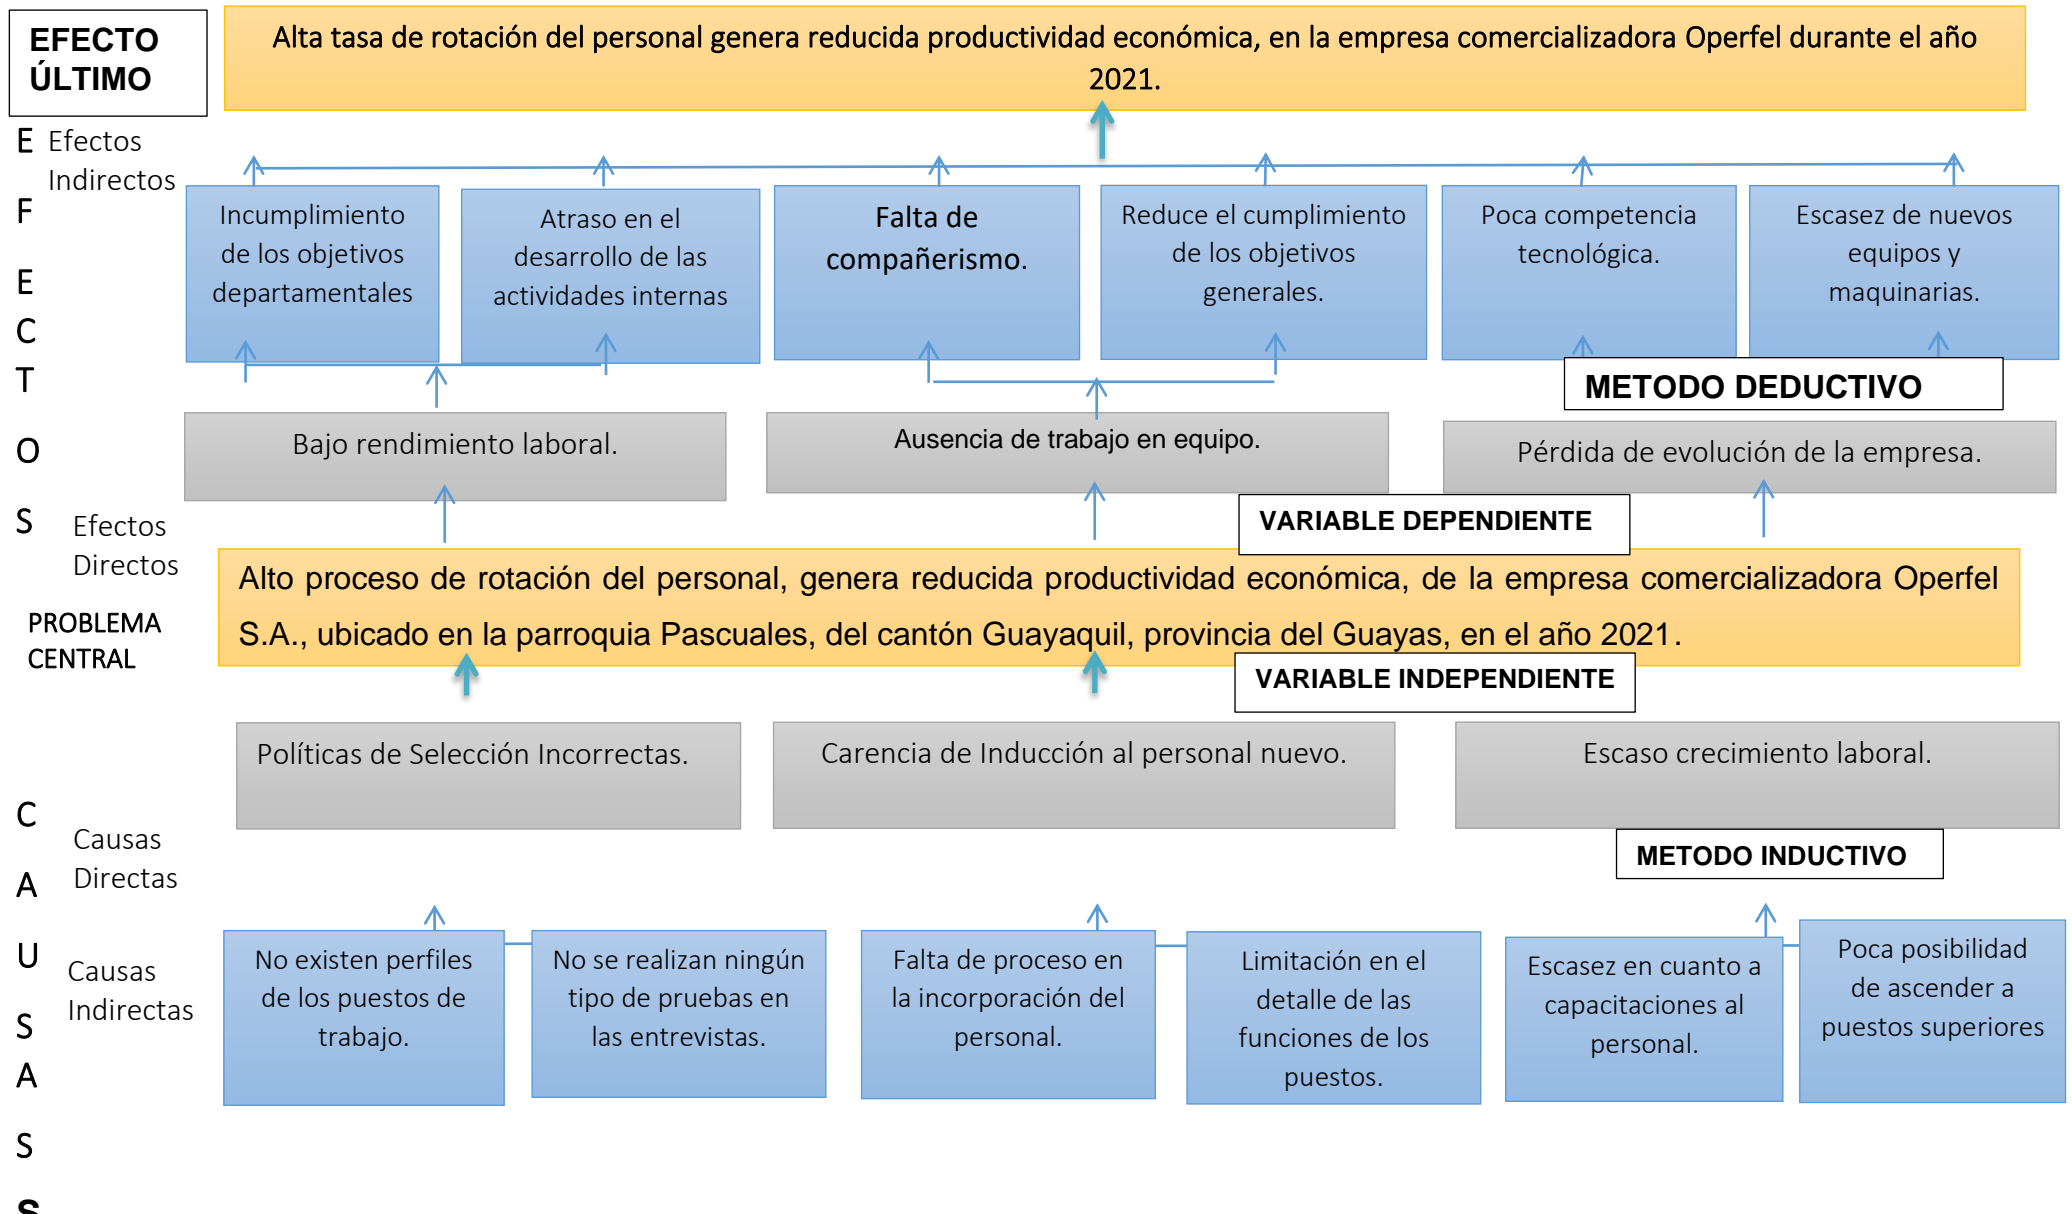 EFECTO
ÚLTIMO
Alta tasa de rotación del personal genera reducida productividad económica, en la empresa comercializadora Operfel durante el año
2021.
E
F
E
C
T
O
S
Efectos
Indirectos
Incumplimiento
de los objetivos
departamentales
Atraso en el
desarrollo de las
actividades internas
Falta de
compañerismo.
Reduce el cumplimiento
de los objetivos
generales.
Poca competencia
tecnológica.
Escasez de nuevos
equipos y
maquinarias.
METODO DEDUCTIVO
Bajo rendimiento laboral.
Ausencia de trabajo en equipo.
Pérdida de evolución de la empresa.
Efectos
Directos
VARIABLE DEPENDIENTE
PROBLEMA
CENTRAL
Alto proceso de rotación del personal, genera reducida productividad económica, de la empresa comercializadora Operfel
S.A., ubicado en la parroquia Pascuales, del cantón Guayaquil, provincia del Guayas, en el año 2021.
VARIABLE INDEPENDIENTE
Políticas de Selección Incorrectas.
Carencia de Inducción al personal nuevo.
Escaso crecimiento laboral.
C
A
U
S
A
S
S
Causas
Directas
METODO INDUCTIVO
Causas
Indirectas
No existen perfiles
de los puestos de
trabajo.
No se realizan ningún
tipo de pruebas en
las entrevistas.
Falta de proceso en
la incorporación del
personal.
Limitación en el
detalle de las
funciones de los
puestos.
Escasez en cuanto a
capacitaciones al
personal.
Poca posibilidad
de ascender a
puestos superiores